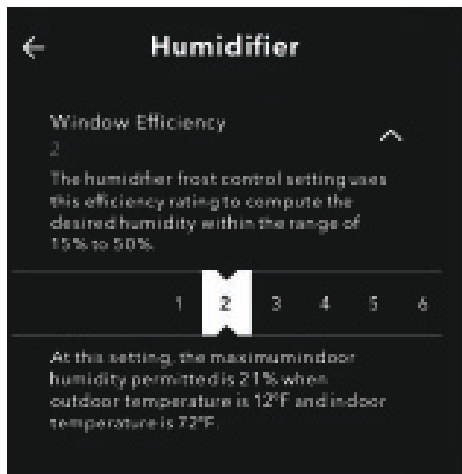 Humidifier
Window Efficiency
2
The humidifier frost control setting uses
this efficiency rating to compute the
desired humidity within the range of
15% to 50%.
1 2 3 4 5 6
At this setting, the maximum indoor
humidity permitted is 21% when
outdoor temperature is 12°F and indoor
temperature is 72°F.